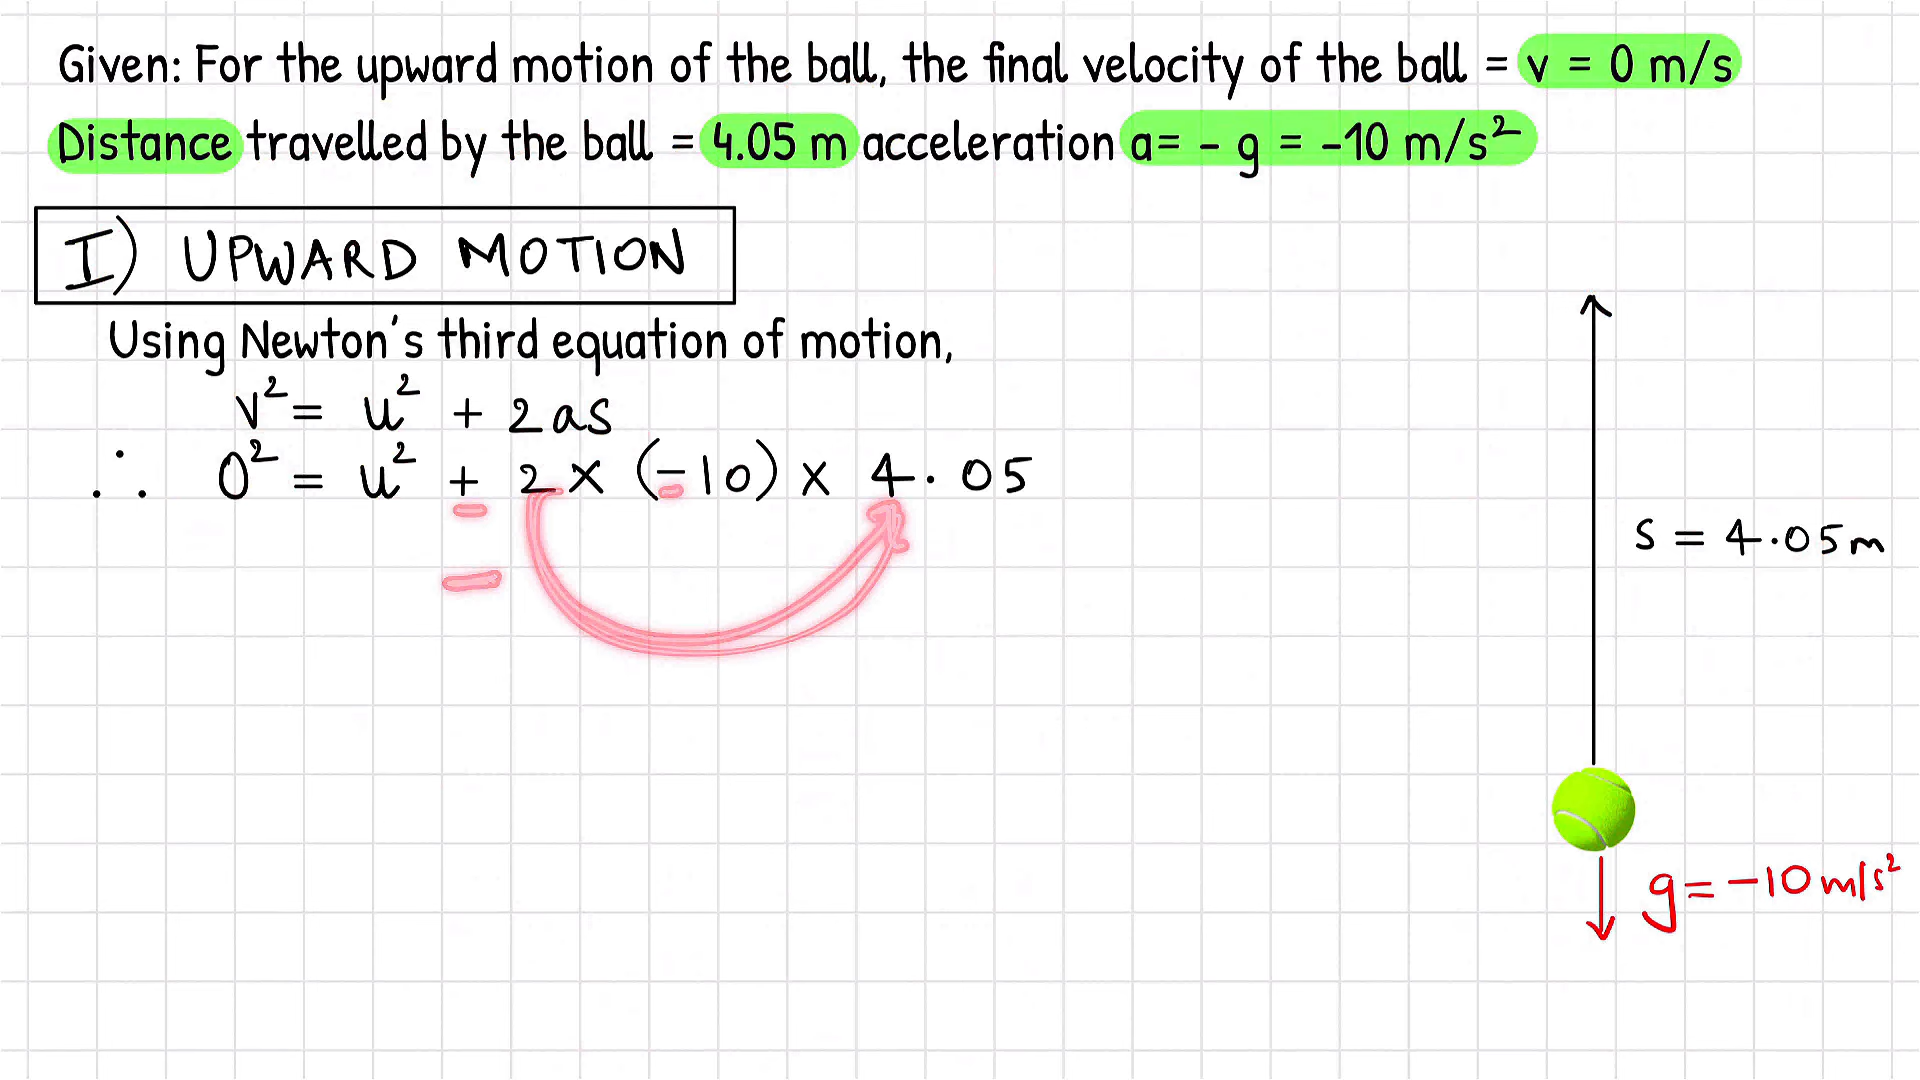 Given: For the upward motion of the ball, the final velocity of the ball = v = 0 m/s
Distance travelled by the ball = 4.05 m acceleration a= - g = -10 m/s²
I) UPWARD MOTION
Using Newton's third equation of motion,
v² = u² + 2as
∴ 0² = u² + 2 × (-10) × 4.05
s = 4.05m
g = -10 m/s²